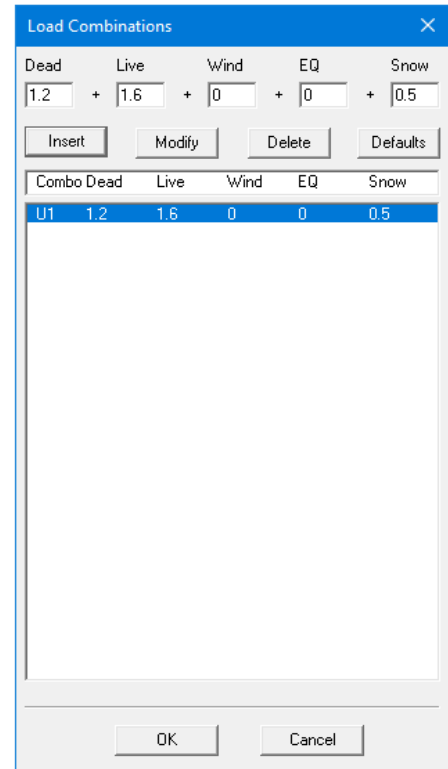 Load Combinations
Dead Live Wind EQ Snow
1.2 + 1.6 + 0 + 0 + 0.5
Insert Modify Delete Defaults
Combo Dead Live Wind EQ Snow
U1 1.2 1.6 0 0 0.5
OK Cancel